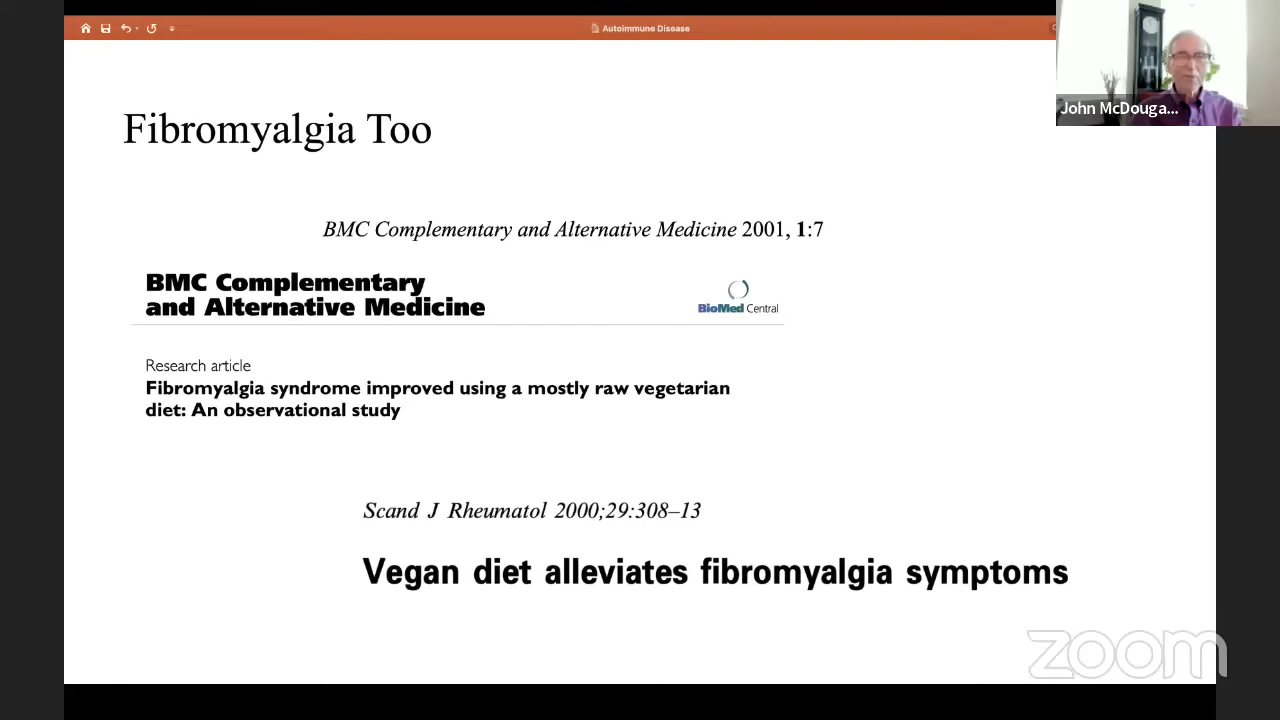 Autoimmune Disease
John McDouga...
Fibromyalgia Too
BMC Complementary and Alternative Medicine 2001, 1:7
BMC Complementary
and Alternative Medicine
BioMed Central
Research article
Fibromyalgia syndrome improved using a mostly raw vegetarian
diet: An observational study
Scand J Rheumatol 2000;29:308–13
Vegan diet alleviates fibromyalgia symptoms
zoom